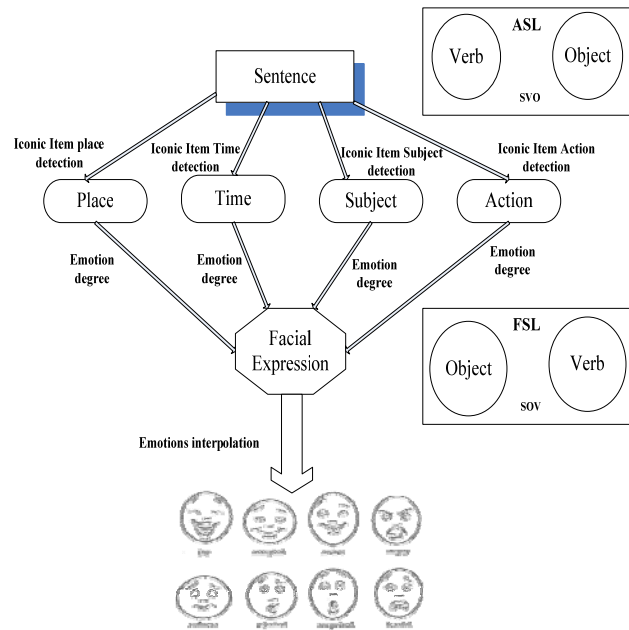 Sentence
ASL
Verb
Object
SVO
Iconic Item place
detection
Iconic Item Time
detection
Iconic Item Subject
detection
Iconic Item Action
detection
Place
Time
Subject
Action
Emotion
degree
Emotion
degree
Emotion
degree
Emotion
degree
Facial
Expression
FSL
Object
Verb
SOV
Emotions interpolation